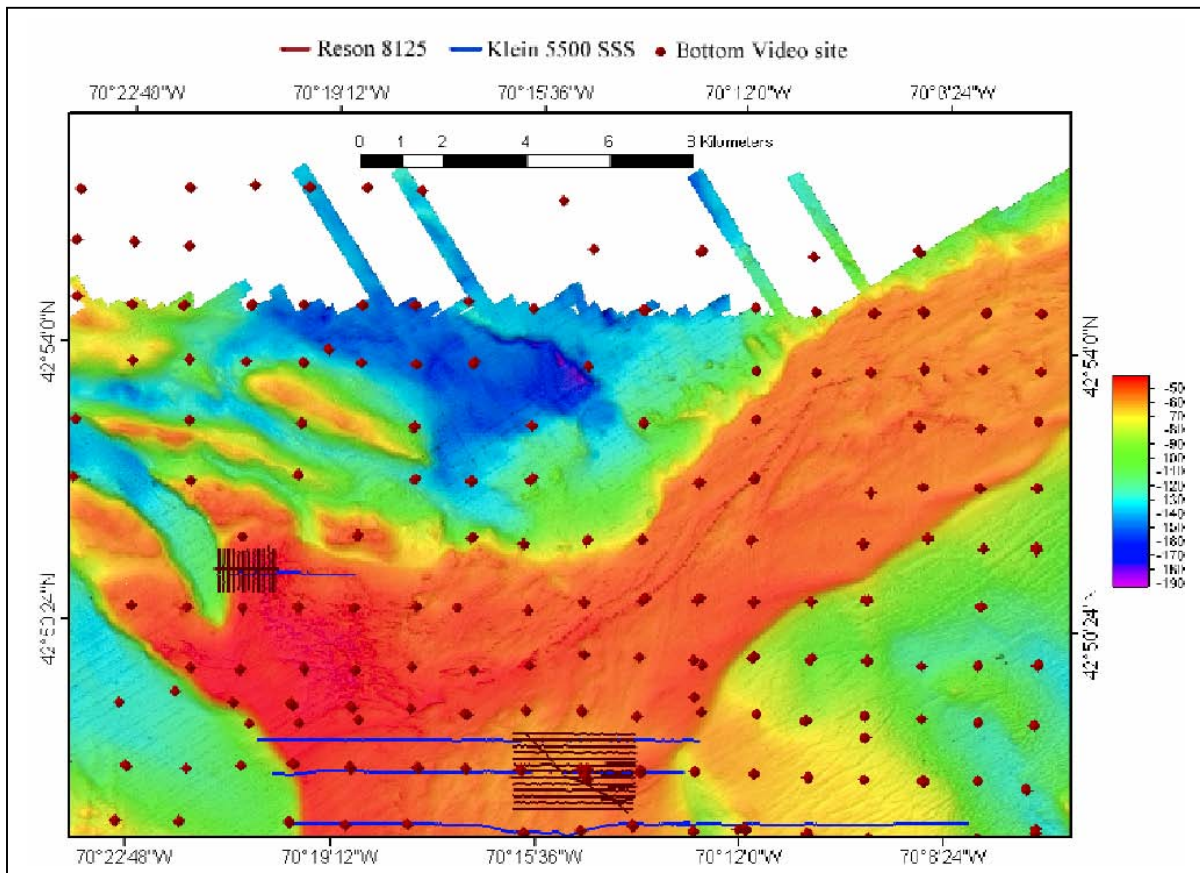 Reson 8125 Klein 5500 SSS Bottom Video site
70°22'48"W 70°19'12"W 70°15'36"W 70°12'0"W 70°8'24"W
0 1 2 4 6 8 Kilometers
42°54'0"N
42°54'0"N
-50
-60
-70
-80
-90
-100
-110
-120
-130
-140
-150
-160
-170
-180
-190
42°50'24"N
42°50'24"N
70°22'48"W 70°19'12"W 70°15'36"W 70°12'0"W 70°8'24"W